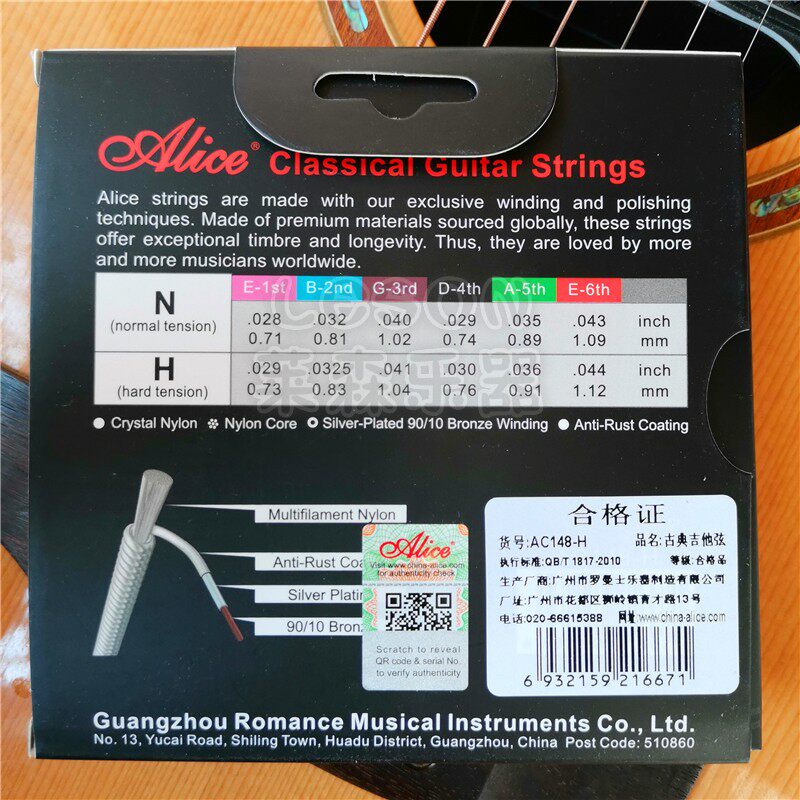 Alice® Classical Guitar Strings
Alice strings are made with our exclusive winding and polishing
techniques. Made of premium materials sourced globally, these strings
offer exceptional timbre and longevity. Thus, they are loved by more
and more musicians worldwide.
N (normal tension) E-1st B-2nd G-3rd D-4th A-5th E-6th
.028 .032 .040 .029 .035 .043 inch
0.71 0.81 1.02 0.74 0.89 1.09 mm
H (hard tension)
.029 .0325 .041 .030 .036 .044 inch
0.73 0.83 1.04 0.76 0.91 1.12 mm
Leson
莱森乐器
Crystal Nylon Nylon Core Silver-Plated 90/10 Bronze Winding Anti-Rust Coating
Multifilament Nylon
Anti-Rust Coa
Silver Platin
90/10 Bronz
Alice
Visit www.china-alice.com
for authenticity check
Scratch to reveal
QR code & serial No.
to verify authenticity
合格证
货号:AC148-H 品名:古典吉他弦
执行标准:QB/T 1817-2010 等级:合格品
生产厂商:广州市罗曼士乐器制造有限公司
厂址:广州市花都区狮岭镇育才路13号
电话:020-66615388 网址:www.china-alice.com
6 932159 216671
Guangzhou Romance Musical Instruments Co., Ltd.
No. 13, Yucai Road, Shiling Town, Huadu District, Guangzhou, China Post Code: 510860